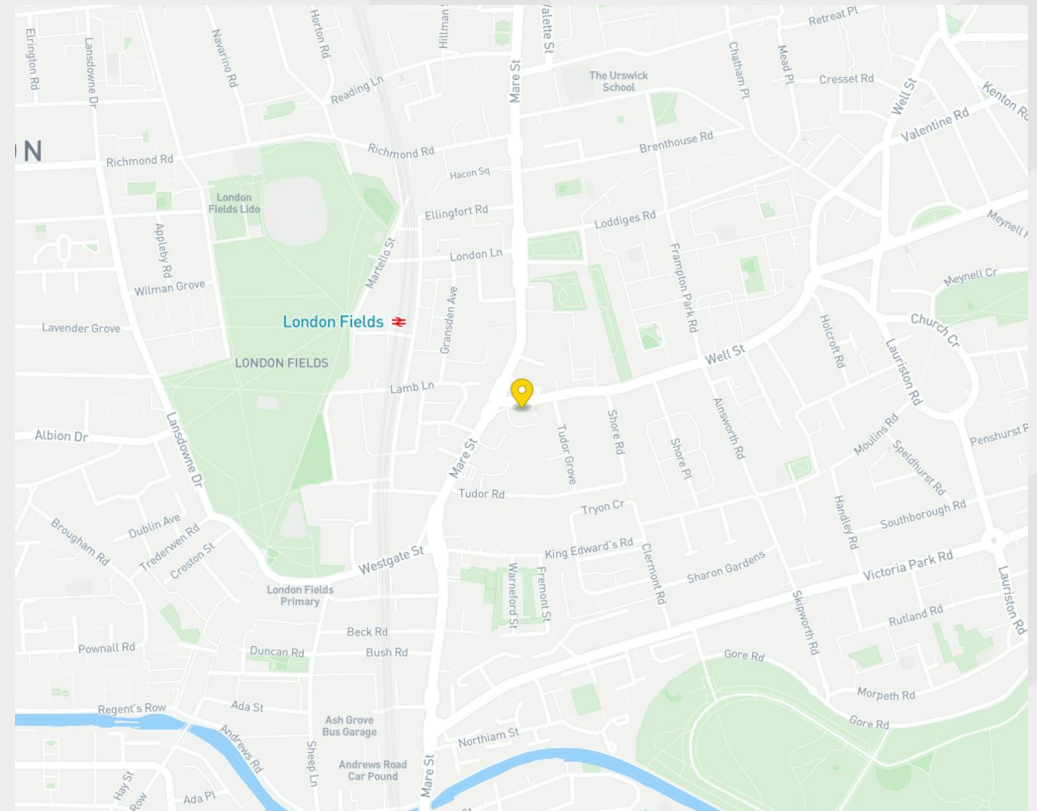 Elrington Rd
Lansdowne Dr
Navarino Rd
Horton Rd
Hillman
Mare St
Valette St
Retreat Pl
Chatham Pl
Mead Pl
The Urswick
School
Cresset Rd
Well St
Kenton Rd
Valentine Rd
Reading Ln
N
Richmond Rd
Richmond Rd
Brenthouse Rd
Hacon Sq
London
Fields Lido
Ellingfort Rd
Loddiges Rd
Meynell
Appleby Rd
Martello St
London Ln
Frampton Park Rd
Meynell Cr
Wilman Grove
Gransden Ave
Lavender Grove
London Fields
Holcroft Rd
Church Cr
LONDON FIELDS
Well St
Lauriston Rd
Lamb Ln
Albion Dr
Lansdowne Dr
Mare St
Tudor Grove
Shore Rd
Shore Pl
Ainsworth Rd
Moulins Rd
Speldhurst Rd
Penshurst R
Tudor Rd
Tryon Cr
Handley Rd
Southborough Rd
Brougham Rd
Dublin Ave
Trederwen Rd
Croston St
Westgate St
King Edward's Rd
Clermont Rd
Sharon Gardens
Victoria Park Rd
London Fields
Primary
Warneford St
Fremont St
Skipworth Rd
Lauriston Rd
Rutland Rd
Beck Rd
Pownall Rd
Duncan Rd
Bush Rd
Gore Rd
Morpeth Rd
Regent's Row
Ada St
Ash Grove
Bus Garage
Gore Rd
Andrews Rd
Northiam St
Sheep Ln
Andrews Road
Car Pound
Mare St
Hay St
Row
Ada Pl